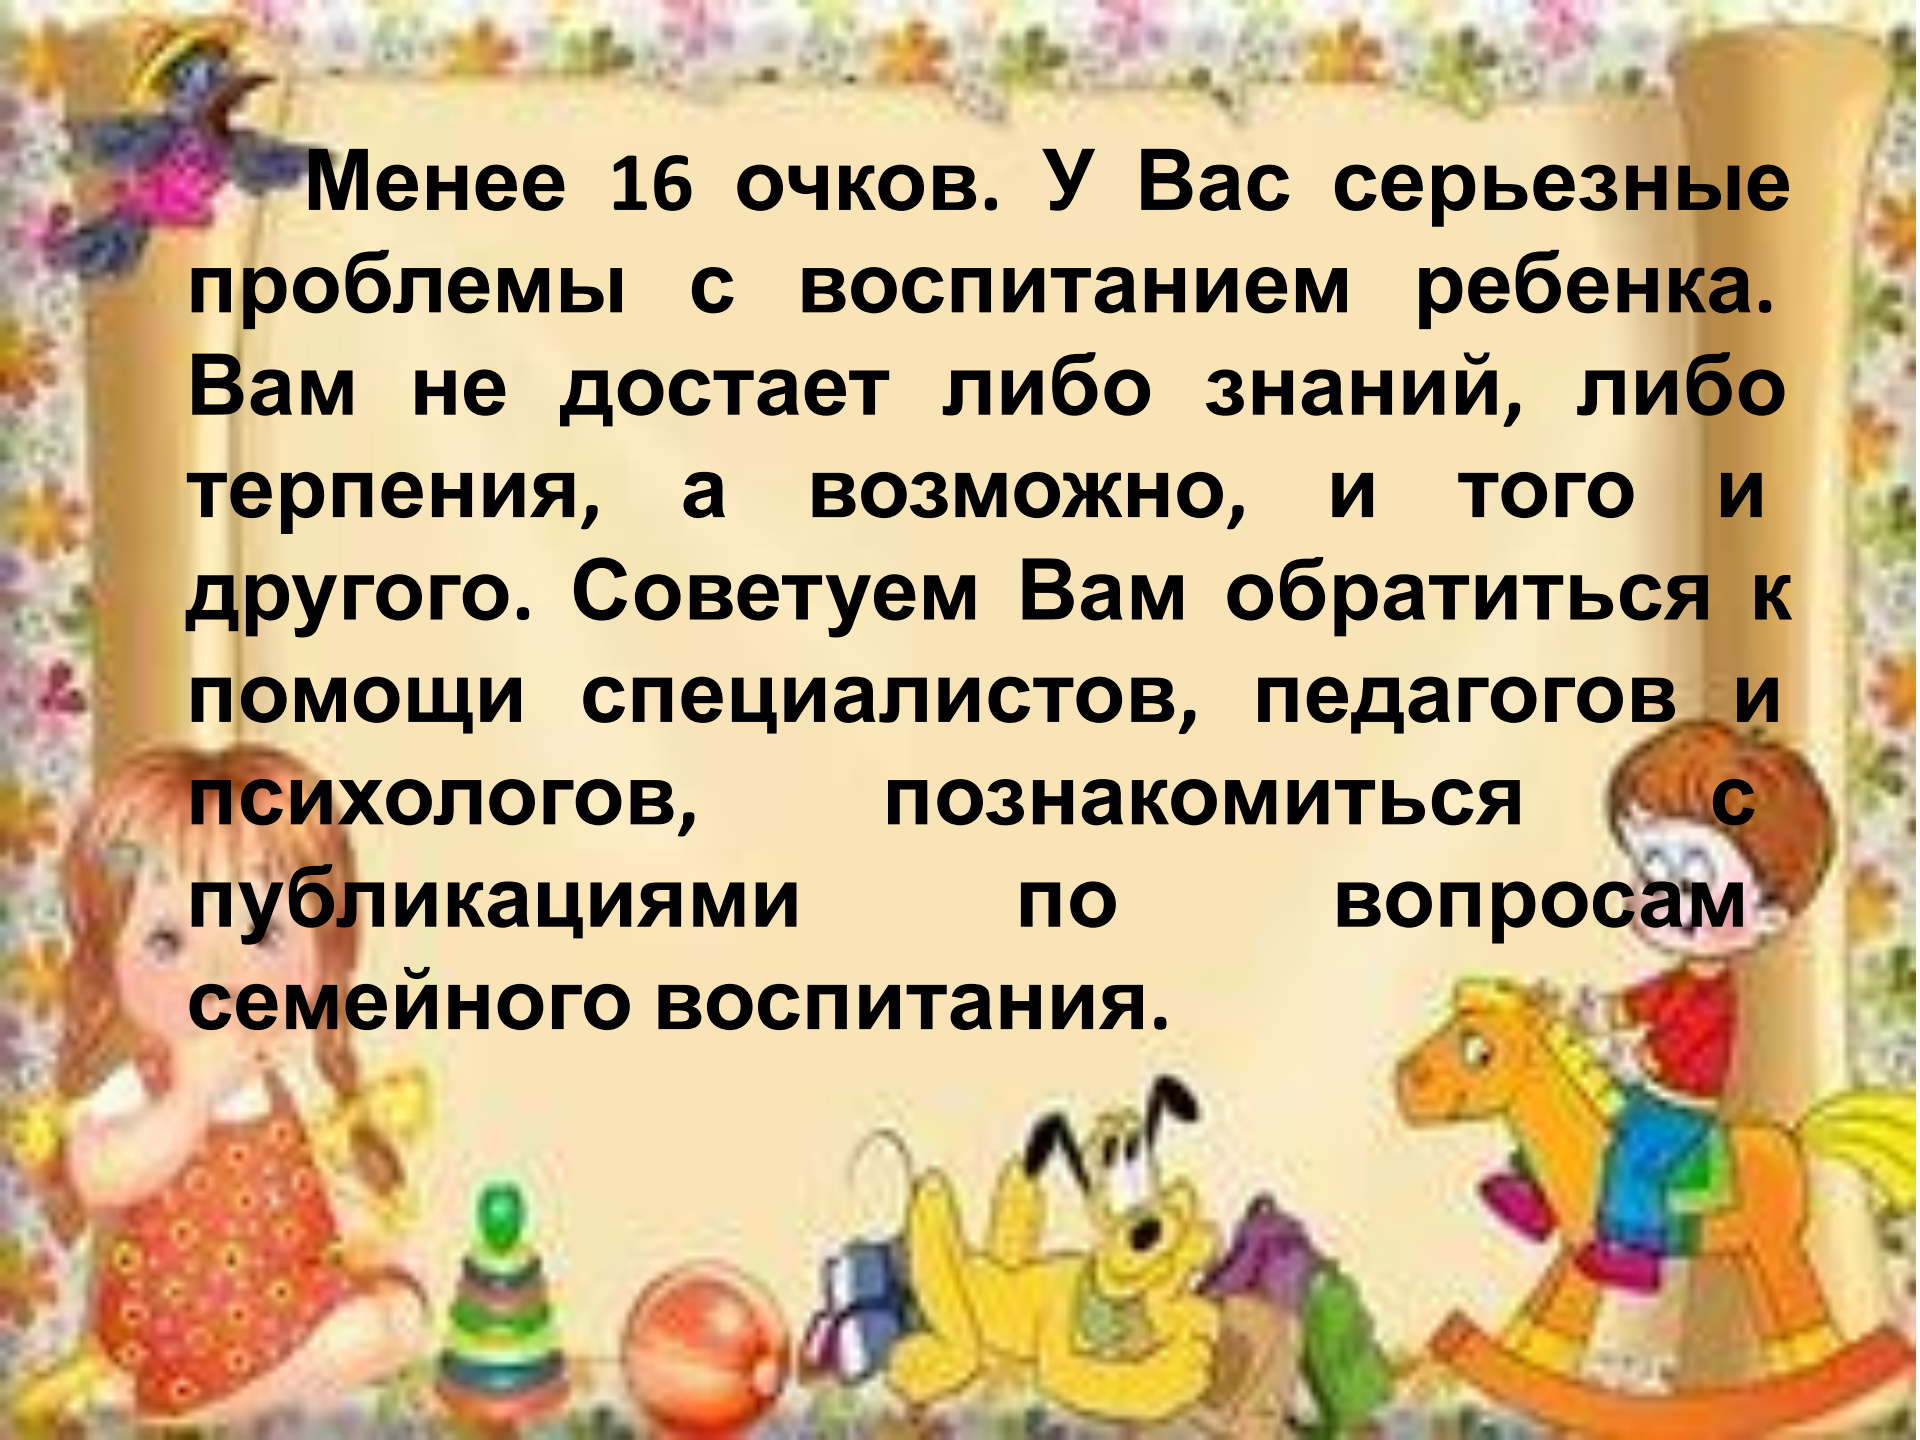 Менее 16 очков. У Вас серьезные
проблемы с воспитанием ребенка.
Вам не достает либо знаний, либо
терпения, а возможно, и того и
другого. Советуем Вам обратиться к
помощи специалистов, педагогов и
психологов, познакомиться с
публикациями по вопросам
семейного воспитания.